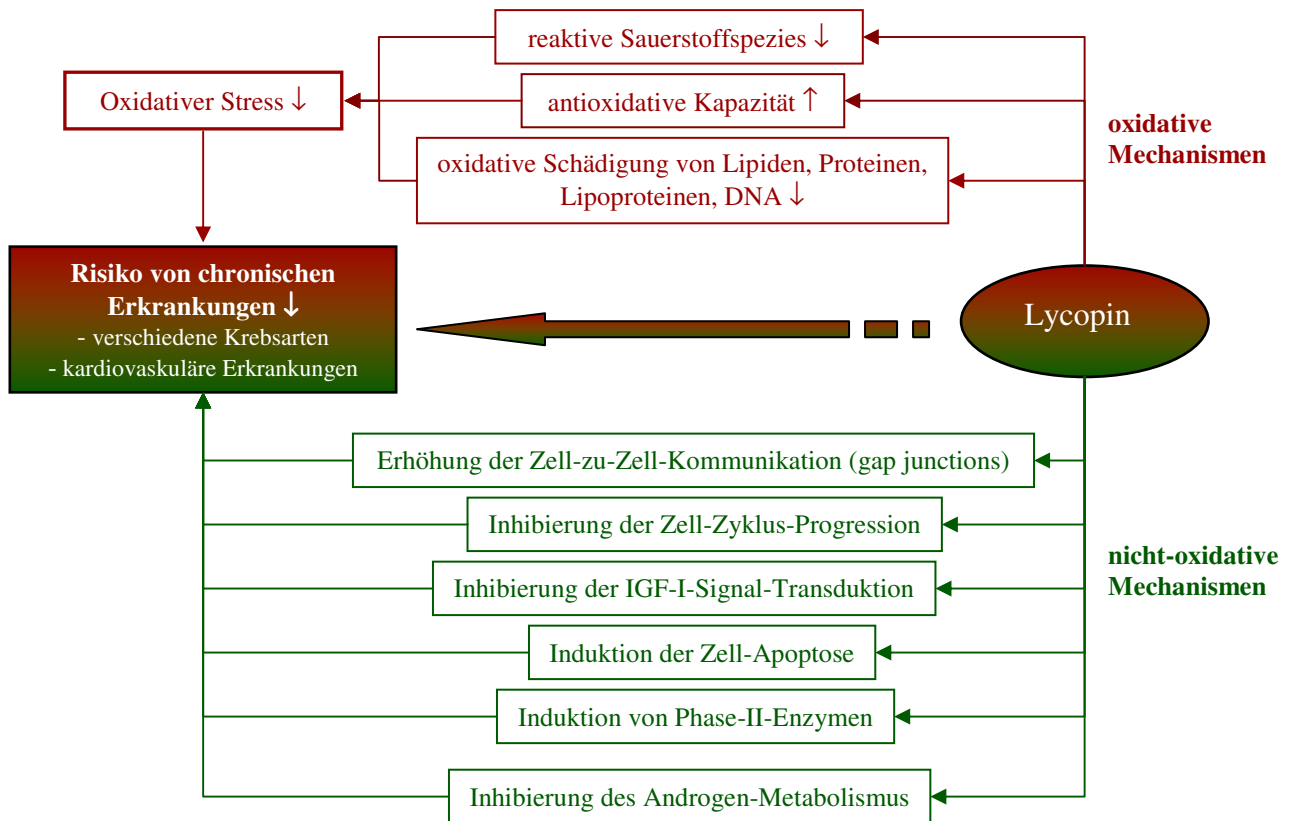 reaktive Sauerstoffspezies ↓
Oxidativer Stress ↓
antioxidative Kapazität ↑
oxidative Schädigung von Lipiden, Proteinen,
Lipoproteinen, DNA ↓
oxidative
Mechanismen
Risiko von chronischen
Erkrankungen ↓
- verschiedene Krebsarten
- kardiovaskuläre Erkrankungen
Lycopin
Erhöhung der Zell-zu-Zell-Kommunikation (gap junctions)
Inhibierung der Zell-Zyklus-Progression
Inhibierung der IGF-I-Signal-Transduktion
Induktion der Zell-Apoptose
Induktion von Phase-II-Enzymen
Inhibierung des Androgen-Metabolismus
nicht-oxidative
Mechanismen